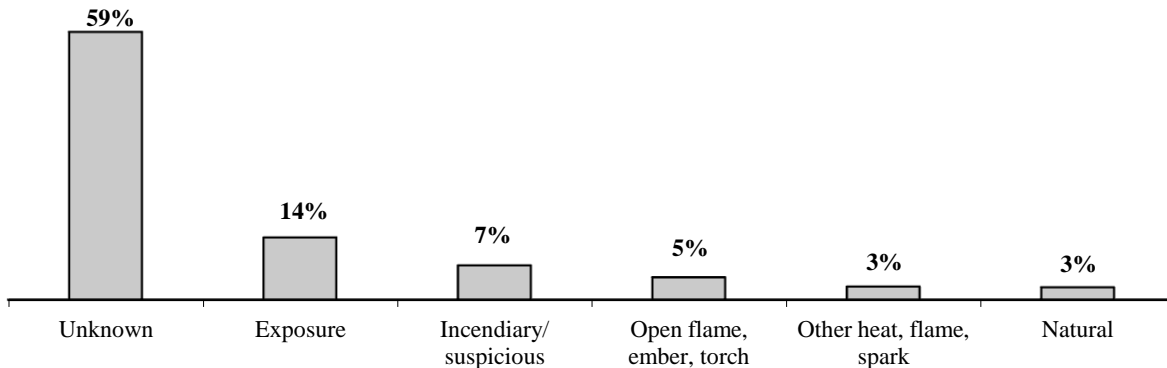 59%
14%
7%
5%
3%
3%
Unknown
Exposure
Incendiary/
suspicious
Open flame,
ember, torch
Other heat, flame,
spark
Natural